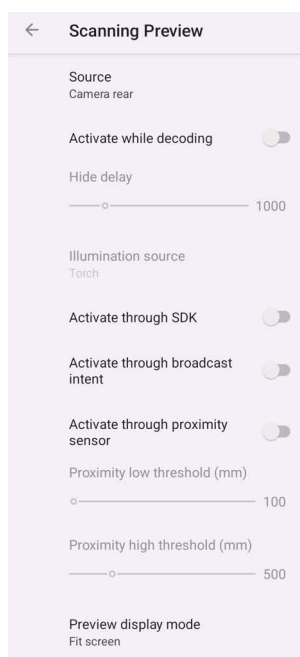 Scanning Preview
Source
Camera rear
Activate while decoding
Hide delay
1000
Illumination source
Torch
Activate through SDK
Activate through broadcast
intent
Activate through proximity
sensor
Proximity low threshold (mm)
100
Proximity high threshold (mm)
500
Preview display mode
Fit screen